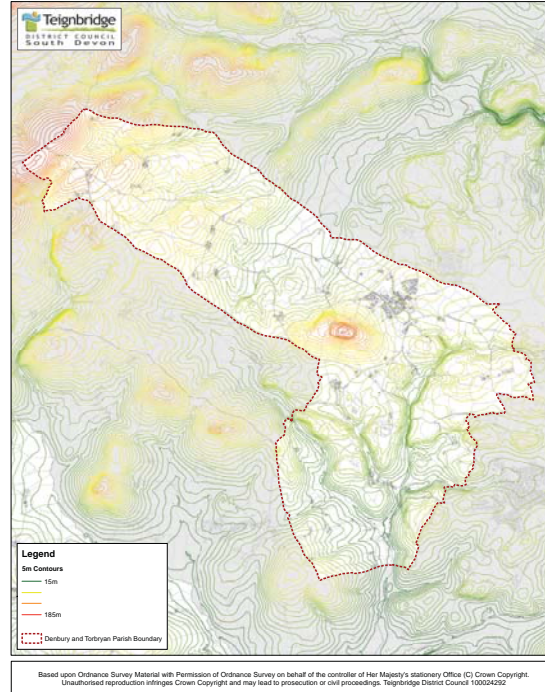 Teignbridge
DISTRICT COUNCIL
South Devon
Legend
5m Contours
15m
185m
Denbury and Torbryan Parish Boundary
Based upon Ordnance Survey Material with Permission of Ordnance Survey on behalf of the controller of Her Majesty's stationery Office (C) Crown Copyright.
Unauthorised reproduction infringes Crown Copyright and may lead to prosecution or civil proceedings. Teignbridge District Council 100024292